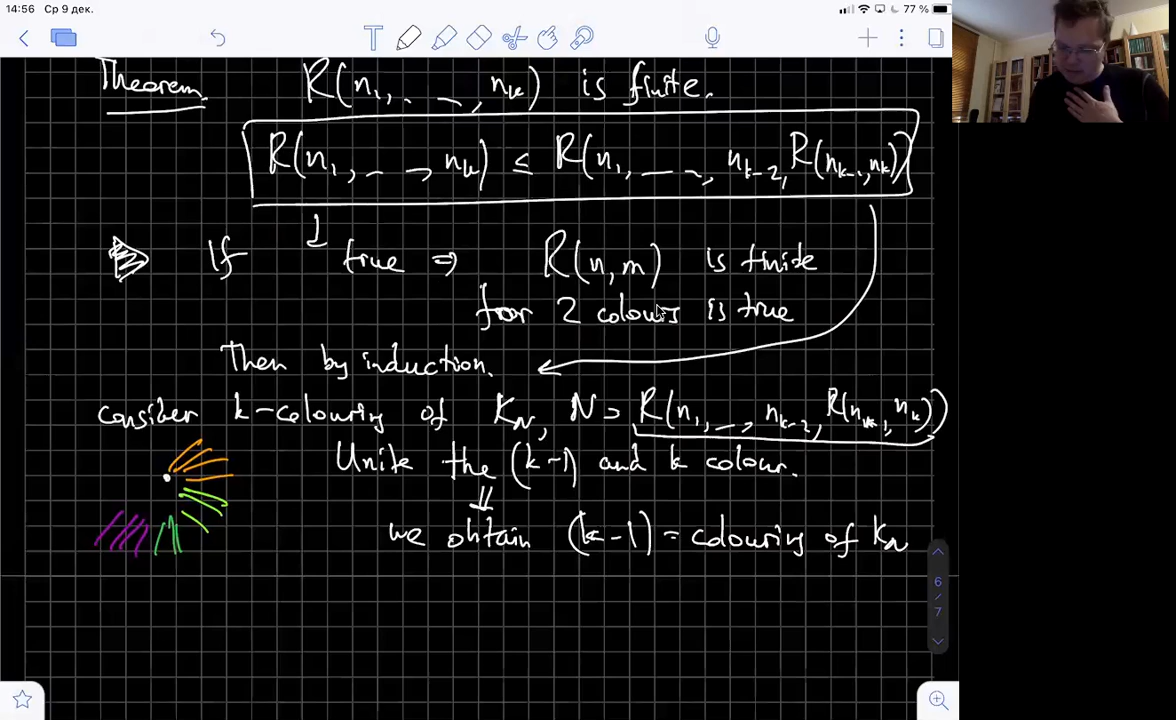 14:56 Ср 9 дек.
77 %
Theorem. R(n₁, . . , nₖ) is finite.
R(n₁, - - , nₖ) ≤ R(n₁, - - , nₖ₋₂, R(nₖ₋₁, nₖ))
If ↓ true ⇒ R(n, m) is finite
for 2 colours is true
Then by induction.
consider k-colouring of Kₙ, N = R(n₁, - , nₖ₋₂, R(nₖ₋₁, nₖ))
Unite the (k-1) and k colour.
⇓
we obtain (k-1) = colouring of Kₙ
6
/
7